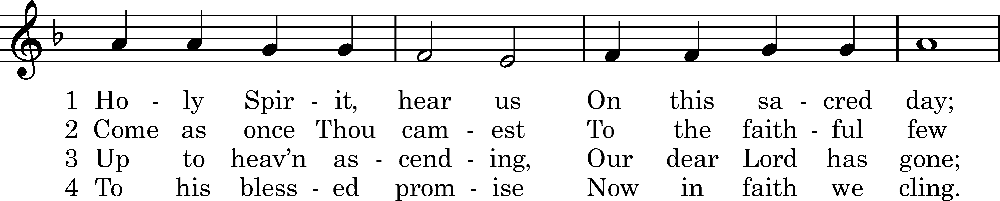 1 Ho - ly Spir - it, hear us On this sa - cred day;
2 Come as once Thou cam - est To the faith - ful few
3 Up to heav’n as - cend - ing, Our dear Lord has gone;
4 To his bless - ed prom - ise Now in faith we cling.